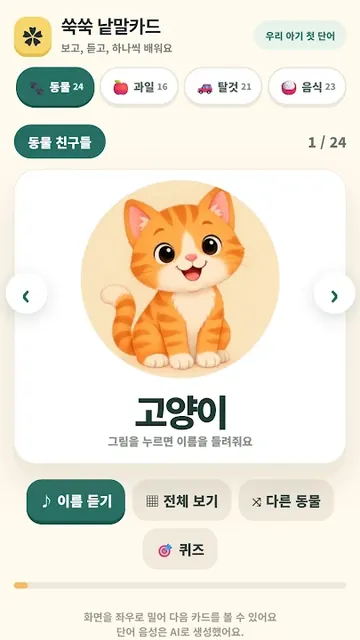 쑥쑥 낱말카드
보고, 듣고, 하나씩 배워요
우리 아기 첫 단어
동물 24
과일 16
탈것 21
음식 23
동물 친구들
1 / 24
고양이
그림을 누르면 이름을 들려줘요
♪ 이름 듣기
전체 보기
다른 동물
퀴즈
화면을 좌우로 밀어 다음 카드를 볼 수 있어요
단어 음성은 AI로 생성했어요.